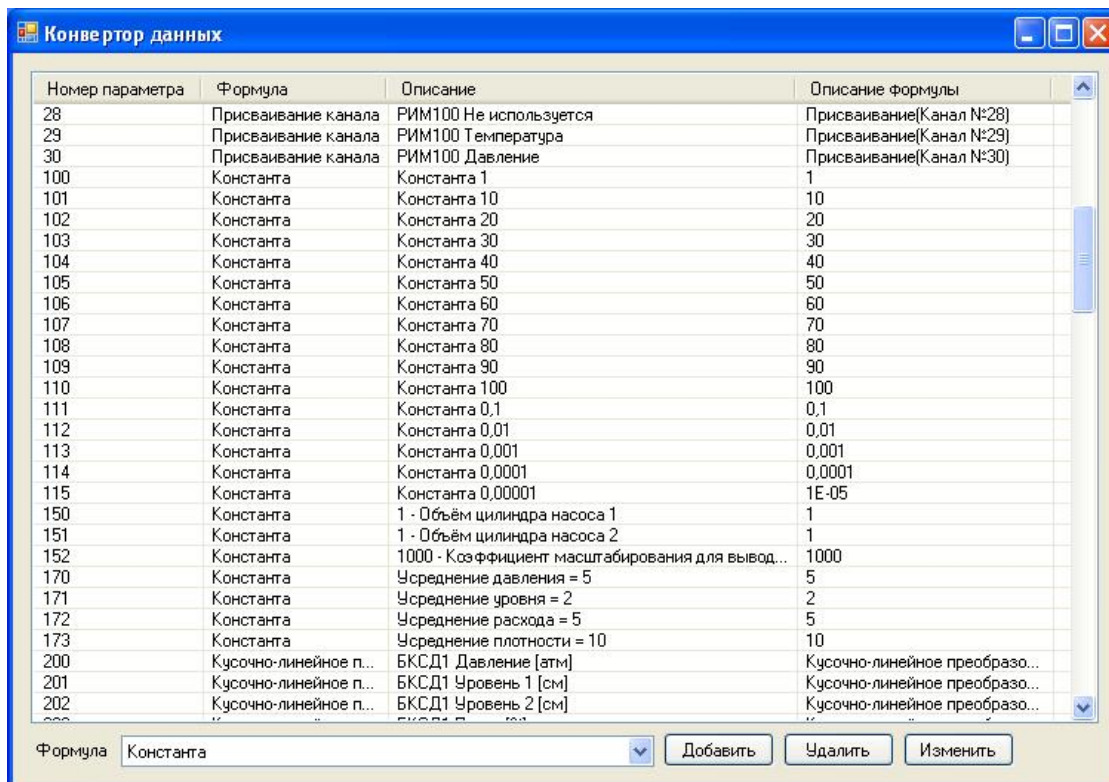 Конвертор данных
Номер параметра Формула Описание Описание формулы
28 Присваивание канала РИМ100 Не используется Присваивание(Канал №28)
29 Присваивание канала РИМ100 Температура Присваивание(Канал №29)
30 Присваивание канала РИМ100 Давление Присваивание(Канал №30)
100 Константа Константа 1 1
101 Константа Константа 10 10
102 Константа Константа 20 20
103 Константа Константа 30 30
104 Константа Константа 40 40
105 Константа Константа 50 50
106 Константа Константа 60 60
107 Константа Константа 70 70
108 Константа Константа 80 80
109 Константа Константа 90 90
110 Константа Константа 100 100
111 Константа Константа 0,1 0,1
112 Константа Константа 0,01 0,01
113 Константа Константа 0,001 0,001
114 Константа Константа 0,0001 0,0001
115 Константа Константа 0,00001 1E-05
150 Константа 1 - Объём цилиндра насоса 1 1
151 Константа 1 - Объём цилиндра насоса 2 1
152 Константа 1000 - Коэффициент масштабирования для вывод... 1000
170 Константа Усреднение давления = 5 5
171 Константа Усреднение уровня = 2 2
172 Константа Усреднение расхода = 5 5
173 Константа Усреднение плотности = 10 10
200 Кусочно-линейное п... БКСД1 Давление [атм] Кусочно-линейное преобразо...
201 Кусочно-линейное п... БКСД1 Уровень 1 [см] Кусочно-линейное преобразо...
202 Кусочно-линейное п... БКСД1 Уровень 2 [см] Кусочно-линейное преобразо...
Формула Константа Добавить Удалить Изменить